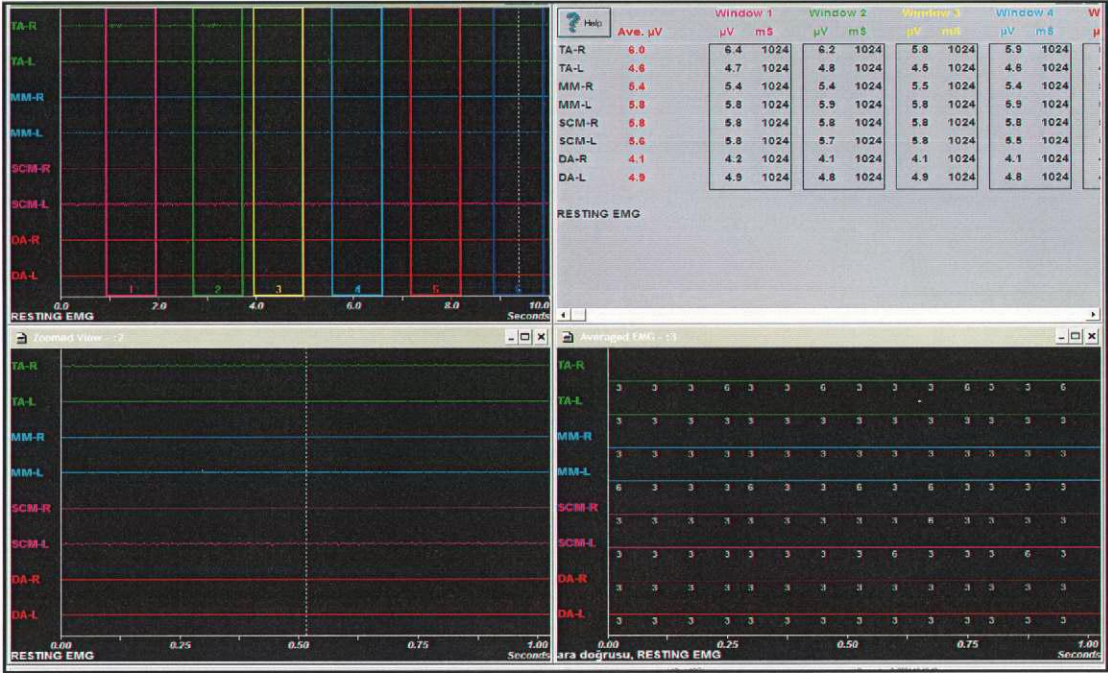 TA-R
TA-L
MM-R
MM-L
SCM-R
SCM-L
DA-R
DA-L
1 2 3 4 5 6
0.0 2.0 4.0 6.0 8.0 10.0
RESTING EMG Seconds
Help
Window 1 Window 2 Window 3 Window 4 W
Ave. µV µV mS µV mS µV mS µV mS µ
TA-R 6.0 6.4 1024 6.2 1024 5.8 1024 5.9 1024
TA-L 4.6 4.7 1024 4.8 1024 4.5 1024 4.6 1024
MM-R 5.4 5.4 1024 5.4 1024 5.5 1024 5.4 1024
MM-L 5.8 5.8 1024 5.9 1024 5.8 1024 5.9 1024
SCM-R 5.8 5.8 1024 5.8 1024 5.8 1024 5.8 1024
SCM-L 5.6 5.8 1024 5.7 1024 5.8 1024 5.5 1024
DA-R 4.1 4.2 1024 4.1 1024 4.1 1024 4.1 1024
DA-L 4.9 4.9 1024 4.8 1024 4.9 1024 4.8 1024
RESTING EMG
Zoomed View - :2
TA-R
TA-L
MM-R
MM-L
SCM-R
SCM-L
DA-R
DA-L
0.00 0.25 0.50 0.75 1.00
RESTING EMG Seconds
Averaged EMG - :3
TA-R
3 3 3 6 3 3 6 3 3 3 6 3 3 6
TA-L
3 3 3 3 3 3 3 3 3 3 3 3 3 3
MM-R
3 3 3 3 3 3 3 3 3 3 3 3 3 3
MM-L
6 3 3 3 6 3 3 6 3 6 3 3 3 3
SCM-R
3 3 3 3 3 3 3 3 3 6 3 3 3 3
SCM-L
3 3 3 3 3 3 3 3 6 3 3 3 6 3
DA-R
3 3 3 3 3 3 3 3 3 3 3 3 3 3
DA-L
3 3 3 3 3 3 3 3 3 3 3 3 3 3
0.00 0.25 0.50 0.75 1.00
ara doğrusu, RESTING EMG Seconds